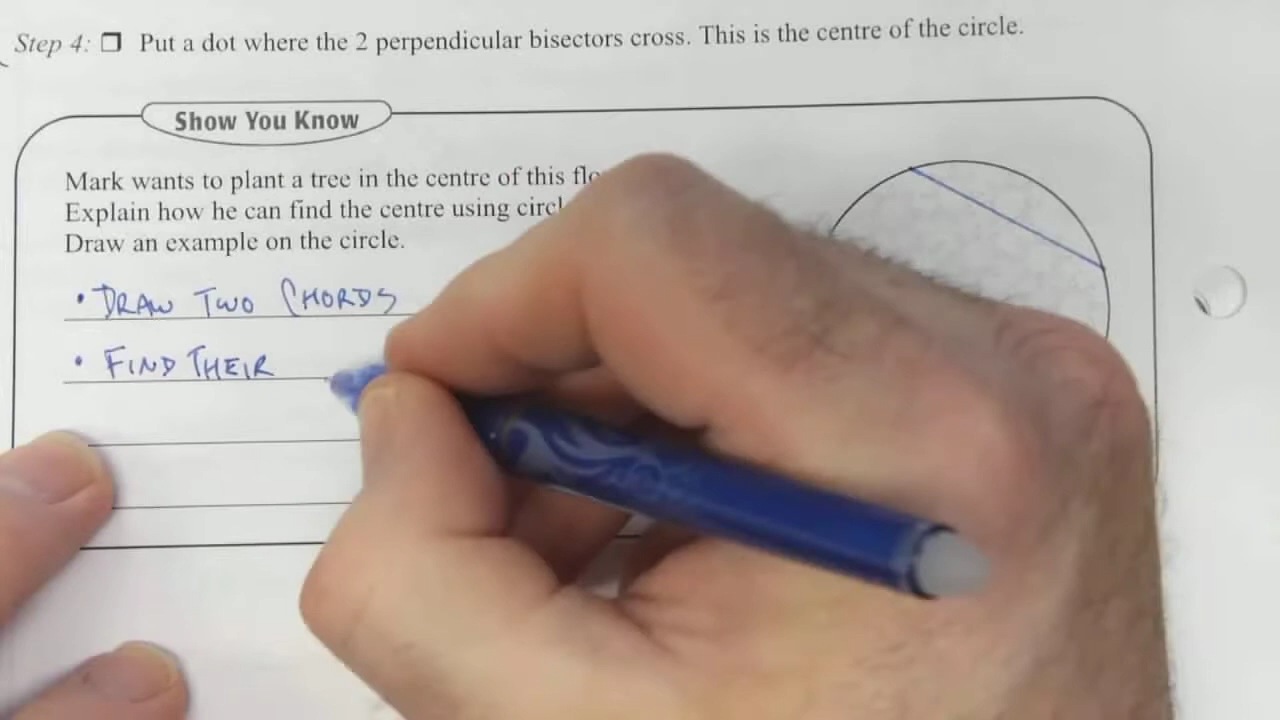 Step 4: Put a dot where the 2 perpendicular bisectors cross. This is the centre of the circle.
Show You Know
Mark wants to plant a tree in the centre of this flo
Explain how he can find the centre using circl
Draw an example on the circle.
• DRAW TWO CHORDS
• FIND THEIR